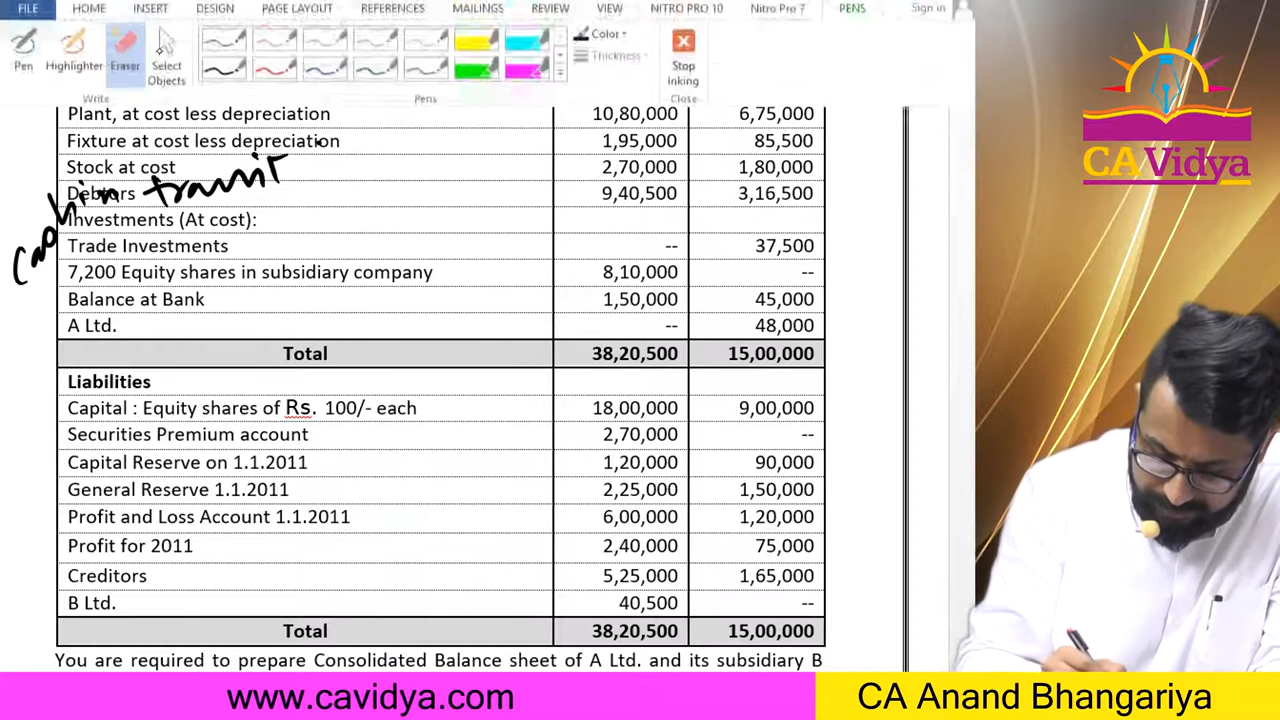 FILE HOME INSERT DESIGN PAGE LAYOUT REFERENCES MAILINGS REVIEW VIEW NITRO PRO 10 Nitro Pro 7 PENS Sign in
Pen Highlighter Eraser Select Objects Color Thickness Stop Inking
Write Pens Close
CA Vidya
Plant, at cost less depreciation 10,80,000 6,75,000
Fixture at cost less depreciation 1,95,000 85,500
Stock at cost 2,70,000 1,80,000
Debtors 9,40,500 3,16,500
Cash in transit
Investments (At cost):
Trade Investments -- 37,500
7,200 Equity shares in subsidiary company 8,10,000 --
Balance at Bank 1,50,000 45,000
A Ltd. -- 48,000
Total 38,20,500 15,00,000
Liabilities
Capital : Equity shares of Rs. 100/- each 18,00,000 9,00,000
Securities Premium account 2,70,000 --
Capital Reserve on 1.1.2011 1,20,000 90,000
General Reserve 1.1.2011 2,25,000 1,50,000
Profit and Loss Account 1.1.2011 6,00,000 1,20,000
Profit for 2011 2,40,000 75,000
Creditors 5,25,000 1,65,000
B Ltd. 40,500 --
Total 38,20,500 15,00,000
You are required to prepare Consolidated Balance sheet of A Ltd. and its subsidiary B
www.cavidya.com CA Anand Bhangariya